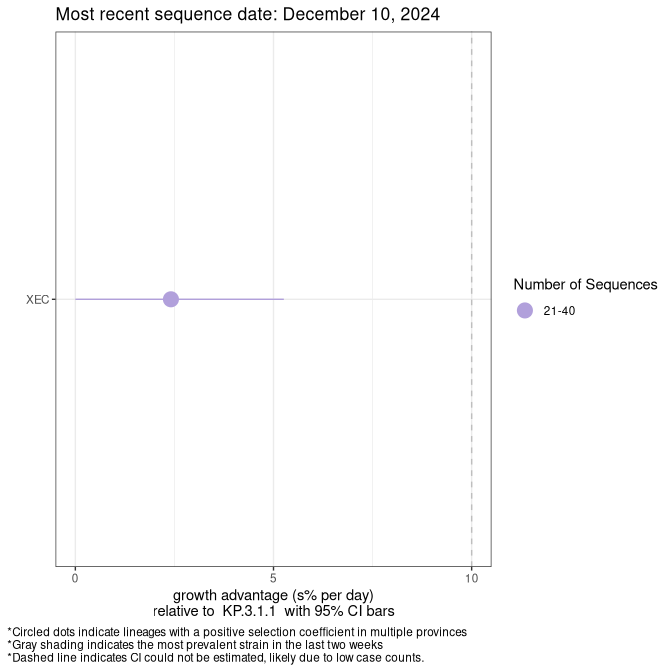 Most recent sequence date: December 10, 2024
XEC
Number of Sequences
21-40
0 5 10
growth advantage (s% per day)
relative to KP.3.1.1 with 95% CI bars
*Circled dots indicate lineages with a positive selection coefficient in multiple provinces
*Gray shading indicates the most prevalent strain in the last two weeks
*Dashed line indicates CI could not be estimated, likely due to low case counts.